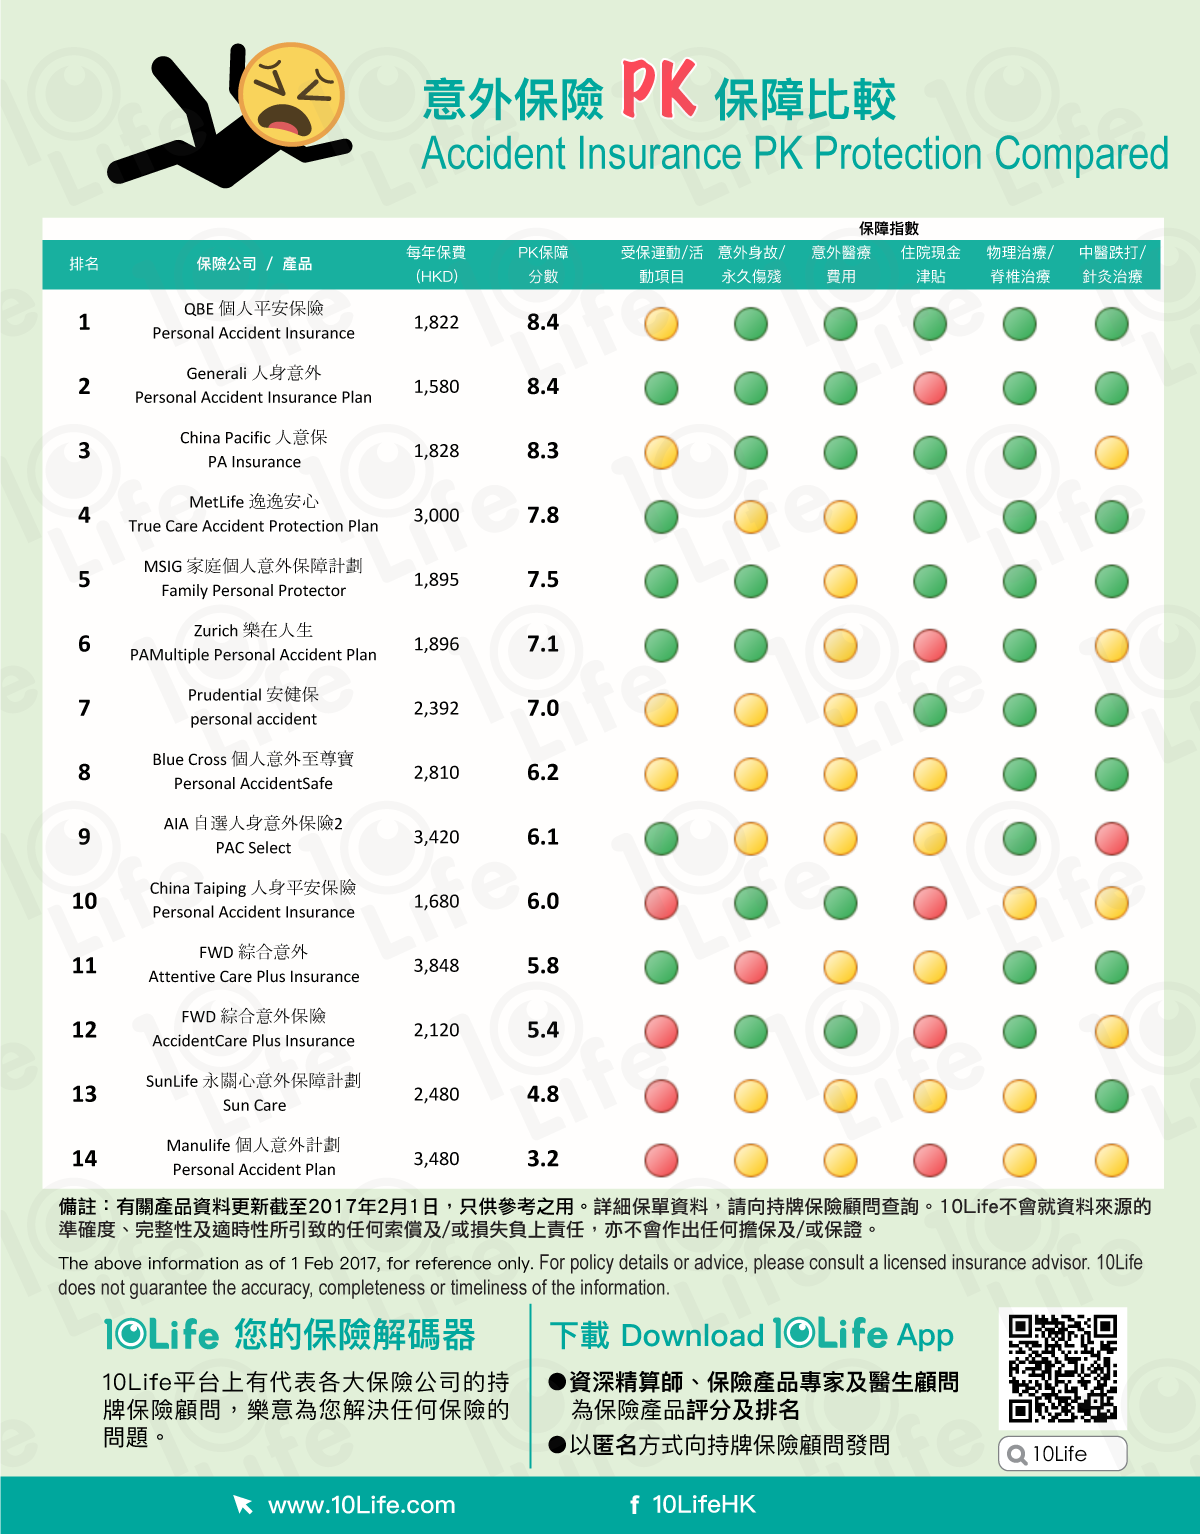 意外保險 PK 保障比較
Accident Insurance PK Protection Compared
保障指數
排名 保險公司 / 產品 每年保費 (HKD) PK保障分數 受保運動/活動項目 意外身故/永久傷殘 意外醫療費用 住院現金津貼 物理治療/脊椎治療 中醫跌打/針灸治療
QBE 個人平安保險
1 Personal Accident Insurance 1,822 8.4
Generali 人身意外
2 Personal Accident Insurance Plan 1,580 8.4
China Pacific 人意保
3 PA Insurance 1,828 8.3
MetLife 逸逸安心
4 True Care Accident Protection Plan 3,000 7.8
MSIG 家庭個人意外保障計劃
5 Family Personal Protector 1,895 7.5
Zurich 樂在人生
6 PAMultiple Personal Accident Plan 1,896 7.1
Prudential 安健保
7 personal accident 2,392 7.0
Blue Cross 個人意外至尊寶
8 Personal AccidentSafe 2,810 6.2
AIA 自選人身意外保險2
9 PAC Select 3,420 6.1
China Taiping 人身平安保險
10 Personal Accident Insurance 1,680 6.0
FWD 綜合意外
11 Attentive Care Plus Insurance 3,848 5.8
FWD 綜合意外保險
12 AccidentCare Plus Insurance 2,120 5.4
SunLife 永關心意外保障計劃
13 Sun Care 2,480 4.8
Manulife 個人意外計劃
14 Personal Accident Plan 3,480 3.2
備註：有關產品資料更新截至2017年2月1日，只供參考之用。詳細保單資料，請向持牌保險顧問查詢。10Life不會就資料來源的
準確度、完整性及適時性所引致的任何索償及/或損失負上責任，亦不會作出任何擔保及/或保證。
The above information as of 1 Feb 2017, for reference only. For policy details or advice, please consult a licensed insurance advisor. 10Life
does not guarantee the accuracy, completeness or timeliness of the information.
10Life 您的保險解碼器
10Life平台上有代表各大保險公司的持
牌保險顧問，樂意為您解決任何保險的
問題。
下載 Download 10Life App
●資深精算師、保險產品專家及醫生顧問
為保險產品評分及排名
●以匿名方式向持牌保險顧問發問
10Life
www.10Life.com
f 10LifeHK